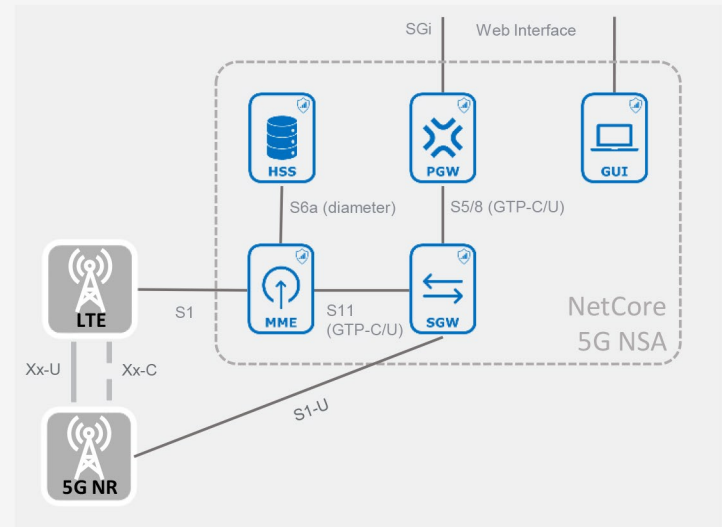 SGi
Web Interface
HSS
PGW
GUI
S6a (diameter)
S5/8 (GTP-C/U)
LTE
S1
MME
S11
(GTP-C/U)
SGW
NetCore
5G NSA
Xx-U
Xx-C
S1-U
5G NR